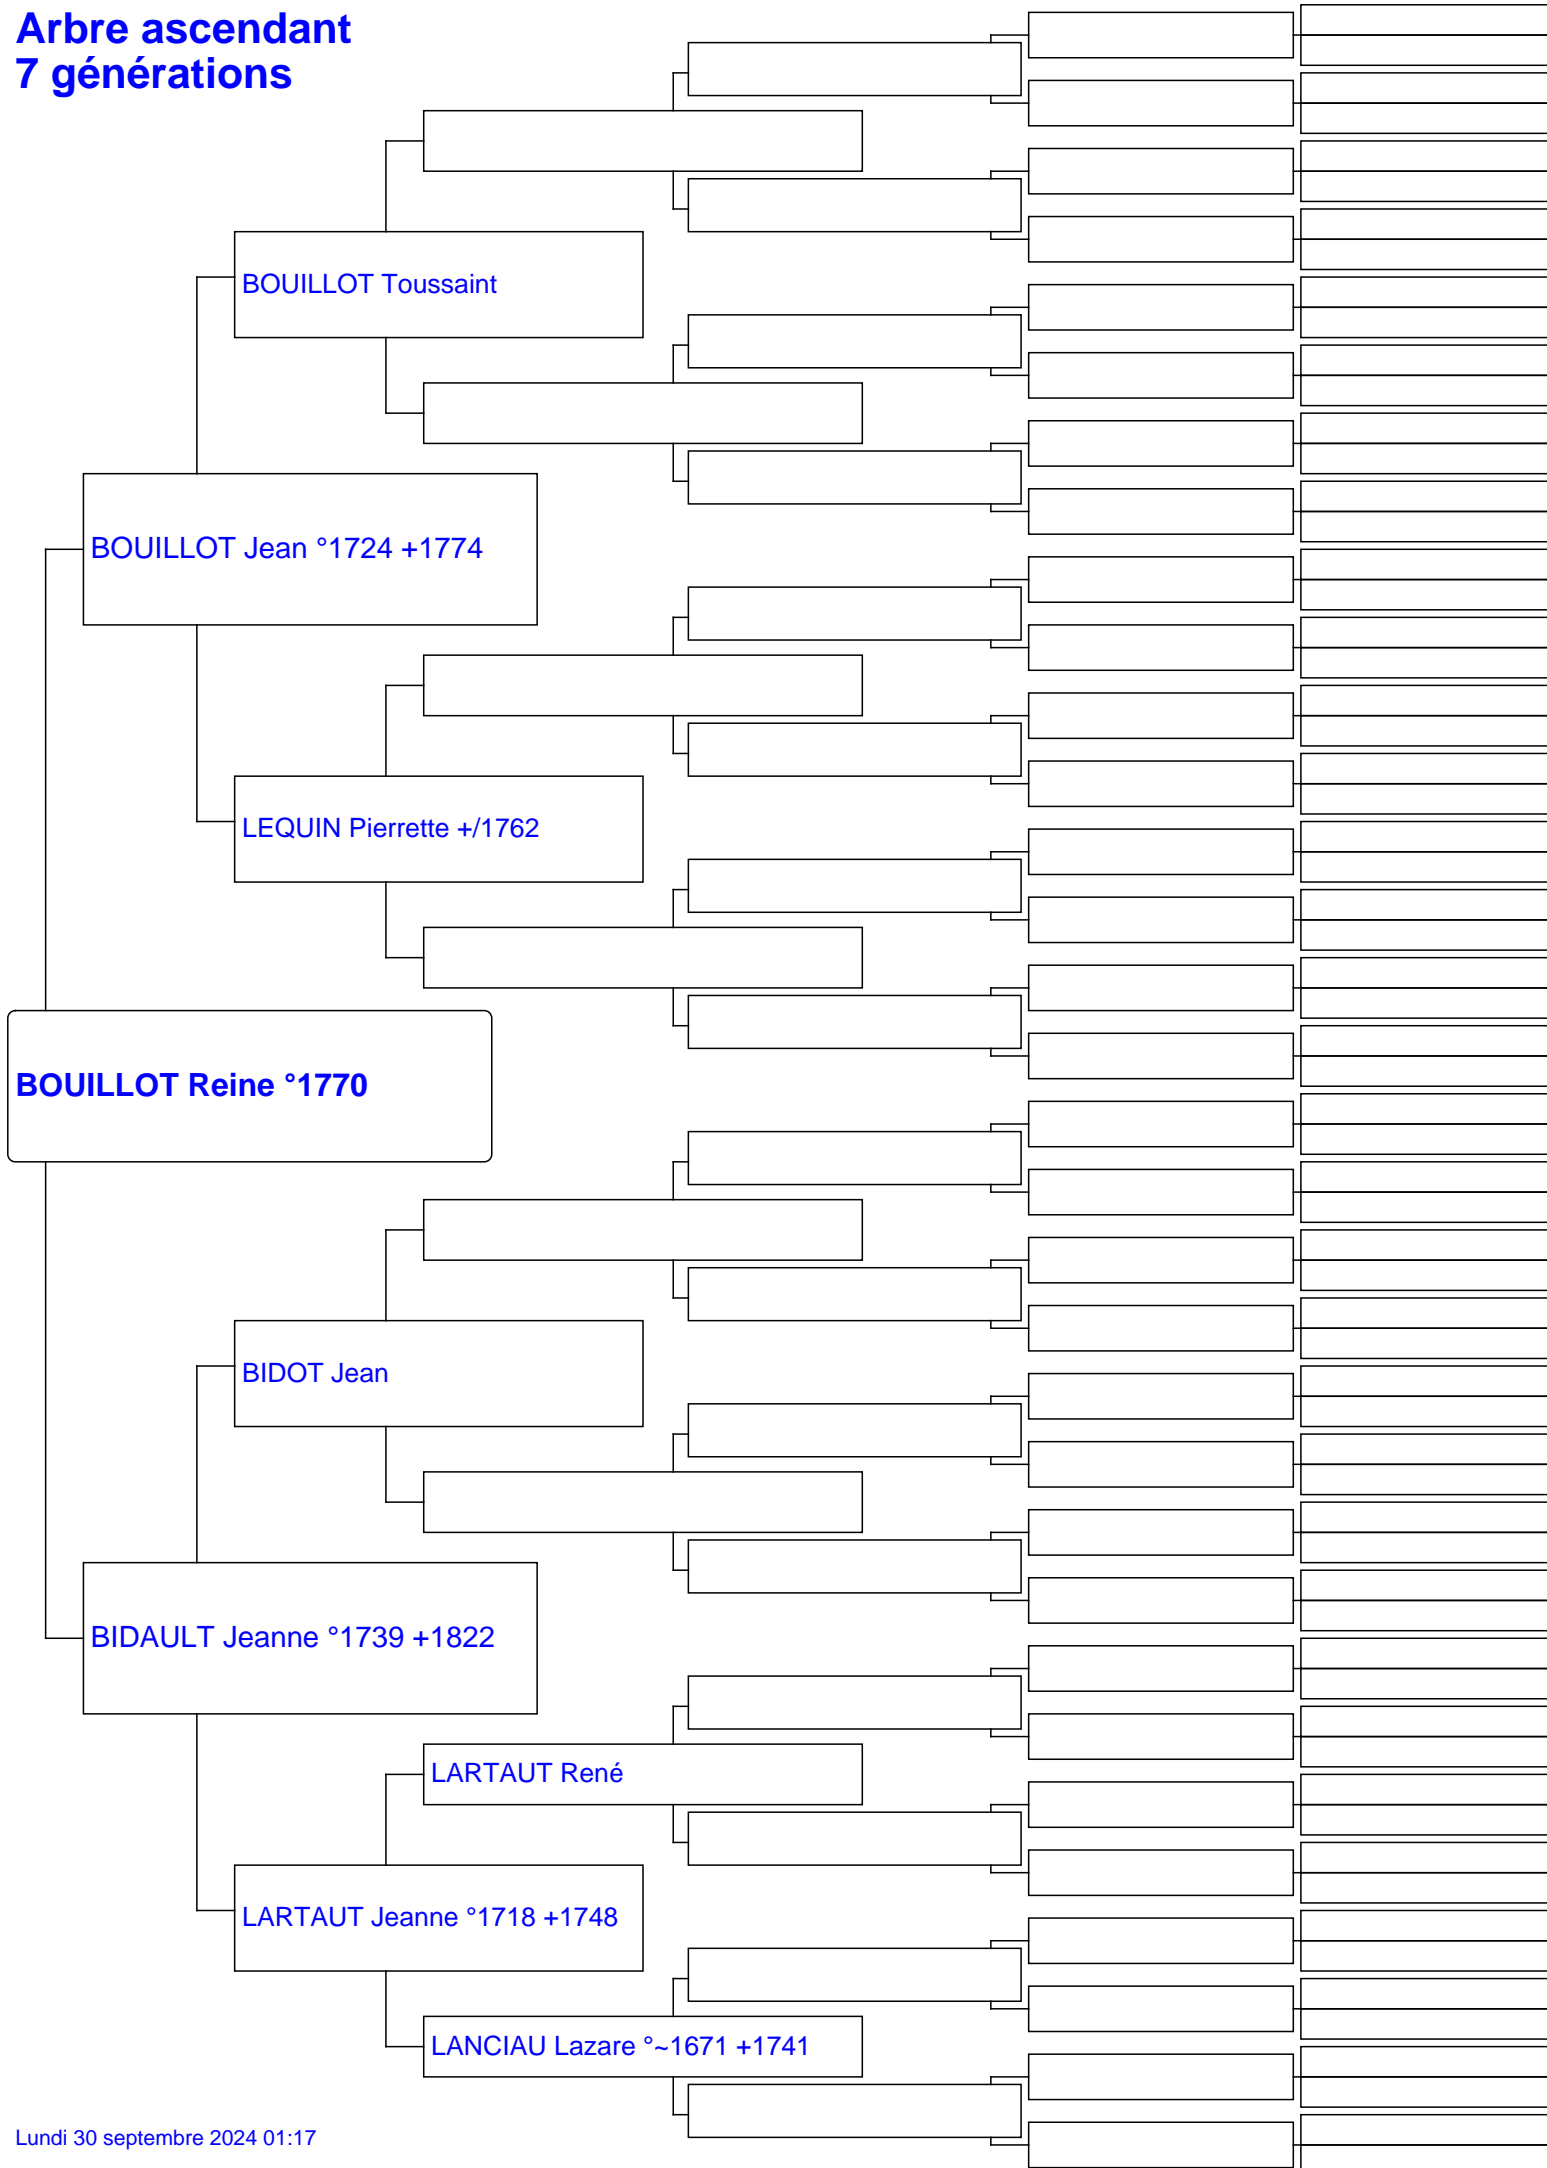 Arbre ascendant
7 générations
BOUILLOT Toussaint
BOUILLOT Jean °1724 +1774
LEQUIN Pierrette +/1762
BOUILLOT Reine °1770
BIDOT Jean
BIDAULT Jeanne °1739 +1822
LARTAUT René
LARTAUT Jeanne °1718 +1748
LANCIAU Lazare °~1671 +1741
Lundi 30 septembre 2024 01:17